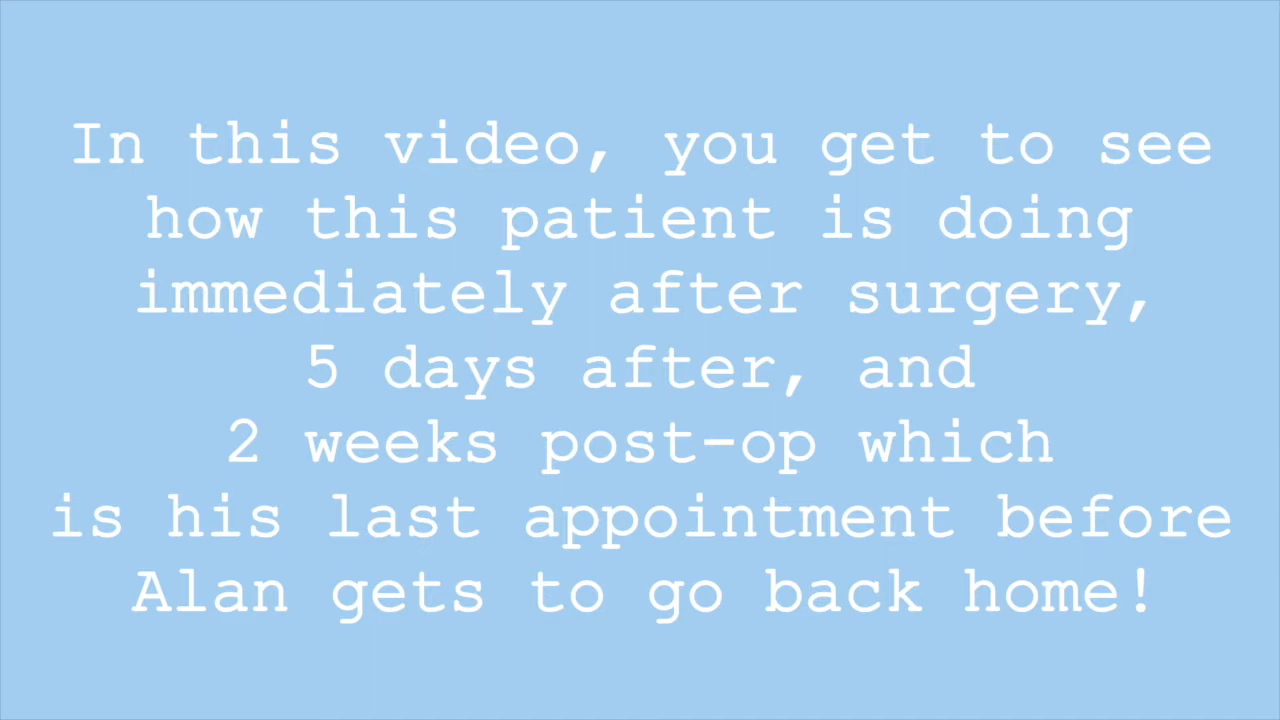 In this video, you get to see
how this patient is doing
immediately after surgery,
5 days after, and
2 weeks post-op which
is his last appointment before
Alan gets to go back home!